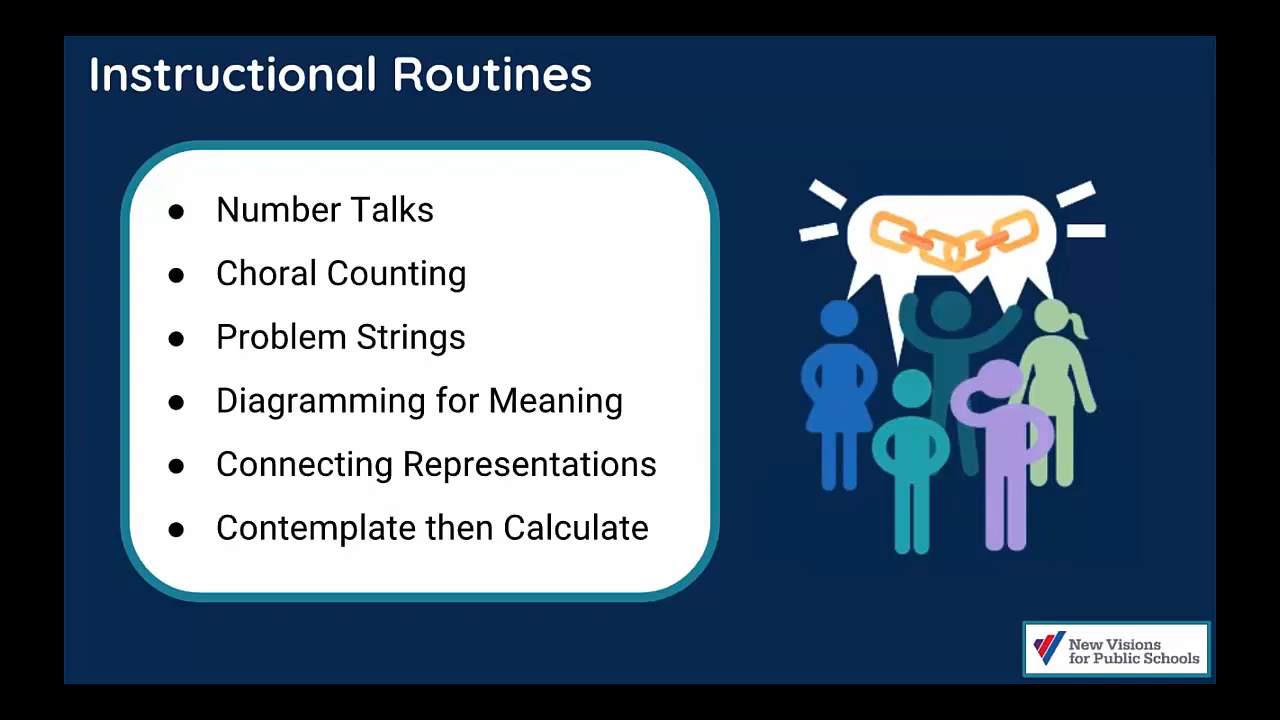 Instructional Routines
● Number Talks
● Choral Counting
● Problem Strings
● Diagramming for Meaning
● Connecting Representations
● Contemplate then Calculate
New Visions
for Public Schools